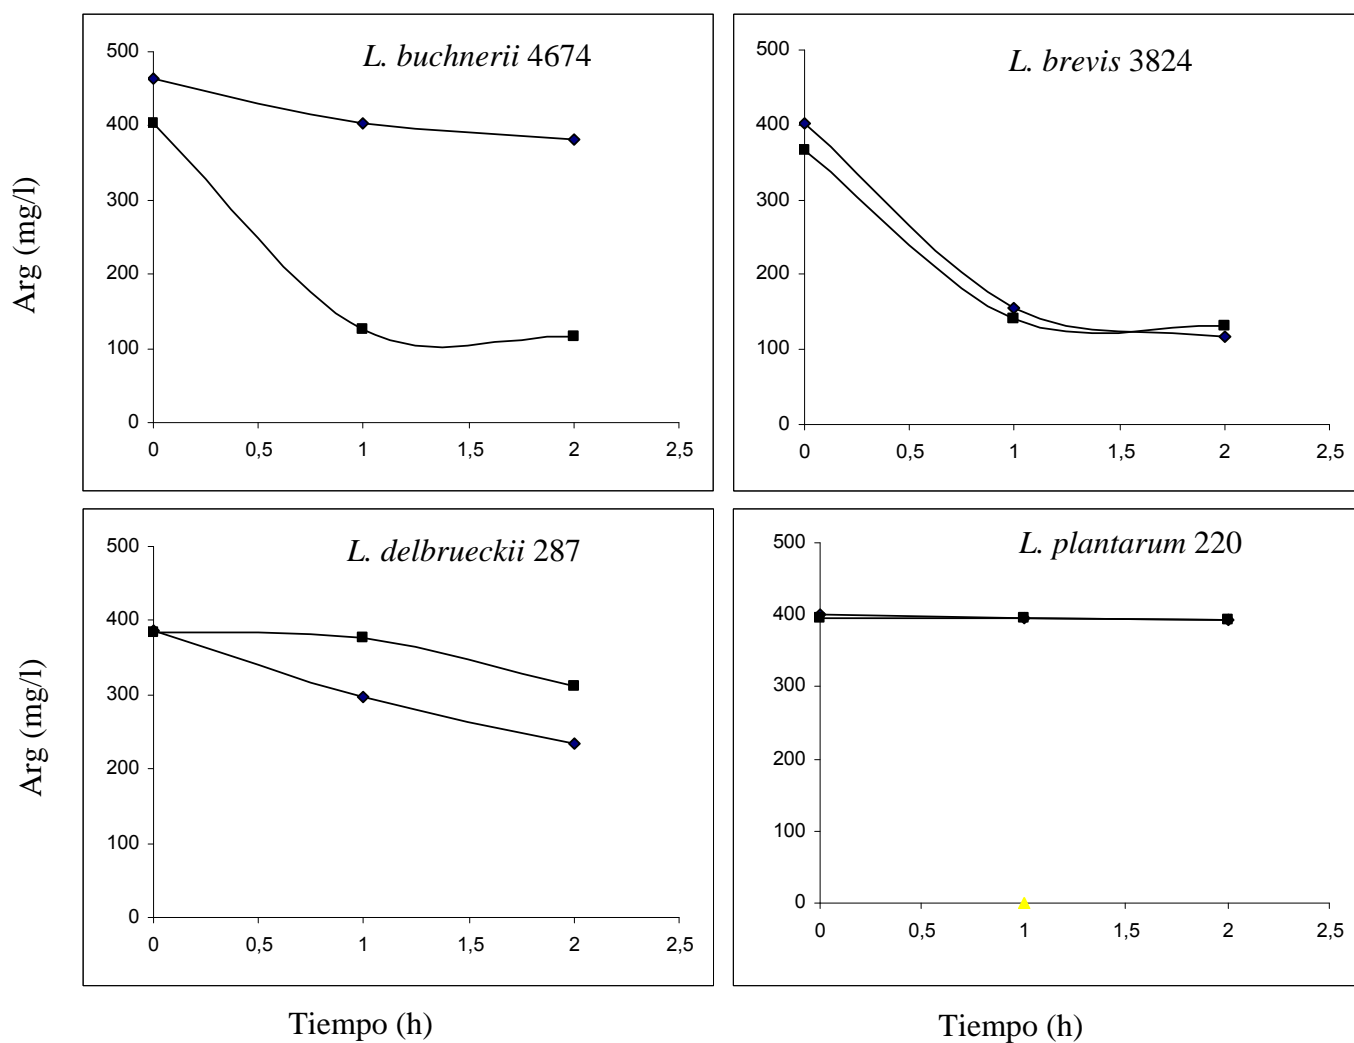 L. buchnerii 4674
Arg (mg/l)
500
400
300
200
100
0
0 0,5 1 1,5 2 2,5
L. brevis 3824
500
400
300
200
100
0
0 0,5 1 1,5 2 2,5
L. delbrueckii 287
Arg (mg/l)
500
400
300
200
100
0
0 0,5 1 1,5 2 2,5
Tiempo (h)
L. plantarum 220
500
400
300
200
100
0
0 0,5 1 1,5 2 2,5
Tiempo (h)